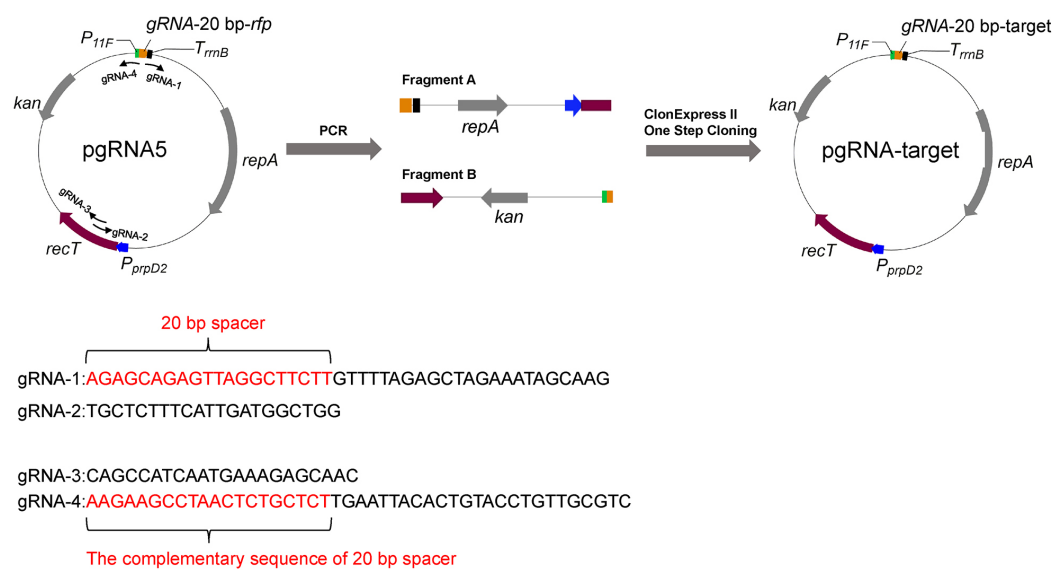 gRNA-20 bp-rfp
P11F
TrrnB
gRNA-4
gRNA-1
kan
pgRNA5
repA
gRNA-3
gRNA-2
recT
PprpD2
PCR
Fragment A
repA
Fragment B
kan
ClonExpress II
One Step Cloning
gRNA-20 bp-target
P11F
TrrnB
kan
pgRNA-target
repA
recT
PprpD2
20 bp spacer
gRNA-1:AGAGCAGAGTTAGGCTTCTTGTTTTAGAGCTAGAAATAGCAAG
gRNA-2:TGCTCTTTCATTGATGGCTGG
gRNA-3:CAGCCATCAATGAAAGAGCAAC
gRNA-4:AAGAAGCCTAACTCTGCTCTTGAATTACACTGTACCTGTTGCGTC
The complementary sequence of 20 bp spacer